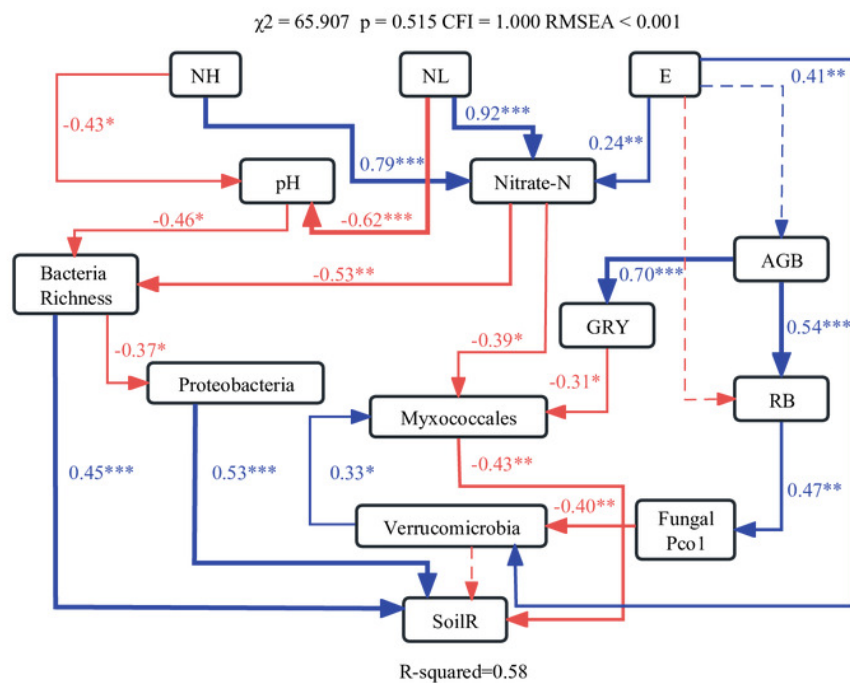 χ2 = 65.907 p = 0.515 CFI = 1.000 RMSEA < 0.001
NH
NL
E
0.41**
-0.43*
0.92***
0.24**
0.79***
pH
Nitrate-N
-0.46*
-0.62***
AGB
Bacteria
Richness
-0.53**
0.70***
GRY
0.54***
-0.37*
-0.39*
-0.31*
Proteobacteria
RB
Myxococcales
0.45***
0.53***
0.33*
-0.43**
0.47**
-0.40**
Verrucomicrobia
Fungal
Pco1
SoilR
R-squared=0.58